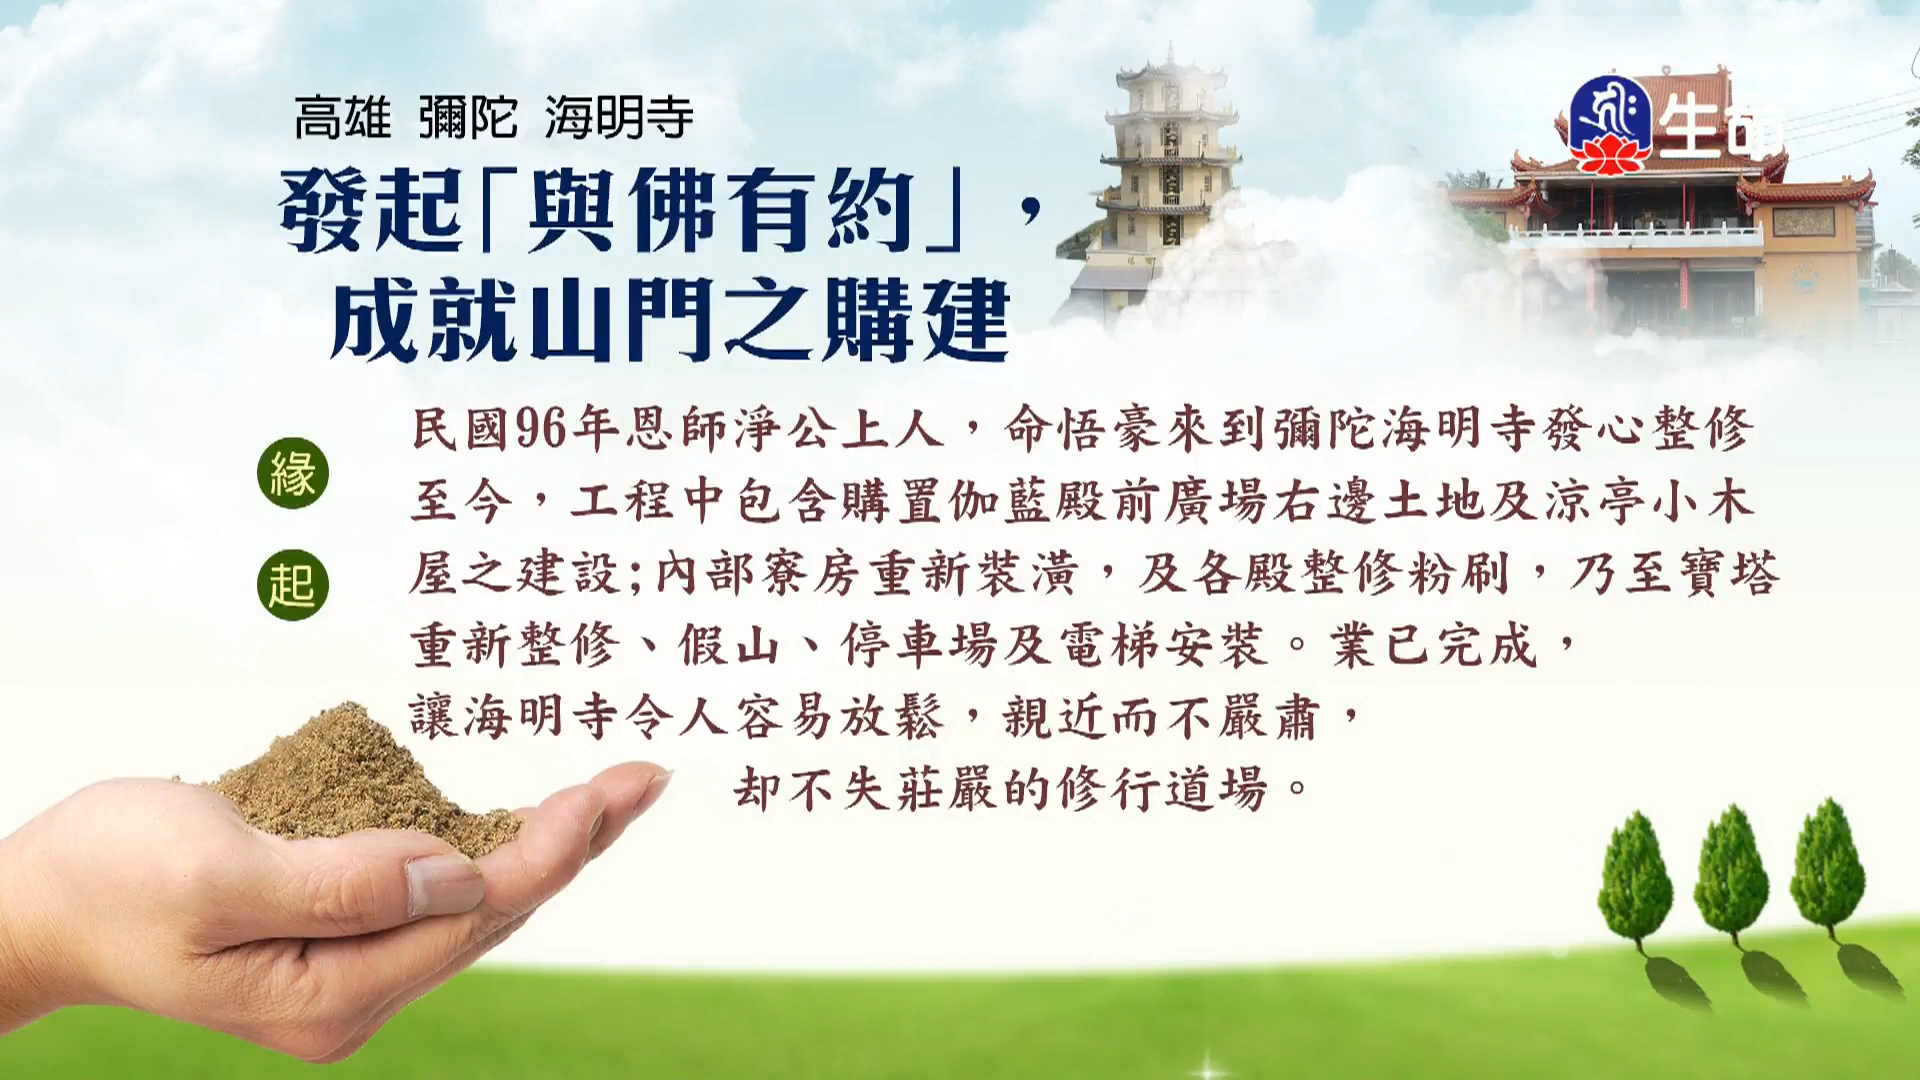 高雄 彌陀 海明寺
生命
發起「與佛有約」，
成就山門之購建
緣起
民國96年恩師淨公上人，命悟豪來到彌陀海明寺發心整修
至今，工程中包含購置伽藍殿前廣場右邊土地及涼亭小木
屋之建設;內部寮房重新裝潢，及各殿整修粉刷，乃至寶塔
重新整修、假山、停車場及電梯安裝。業已完成，
讓海明寺令人容易放鬆，親近而不嚴肅，
却不失莊嚴的修行道場。